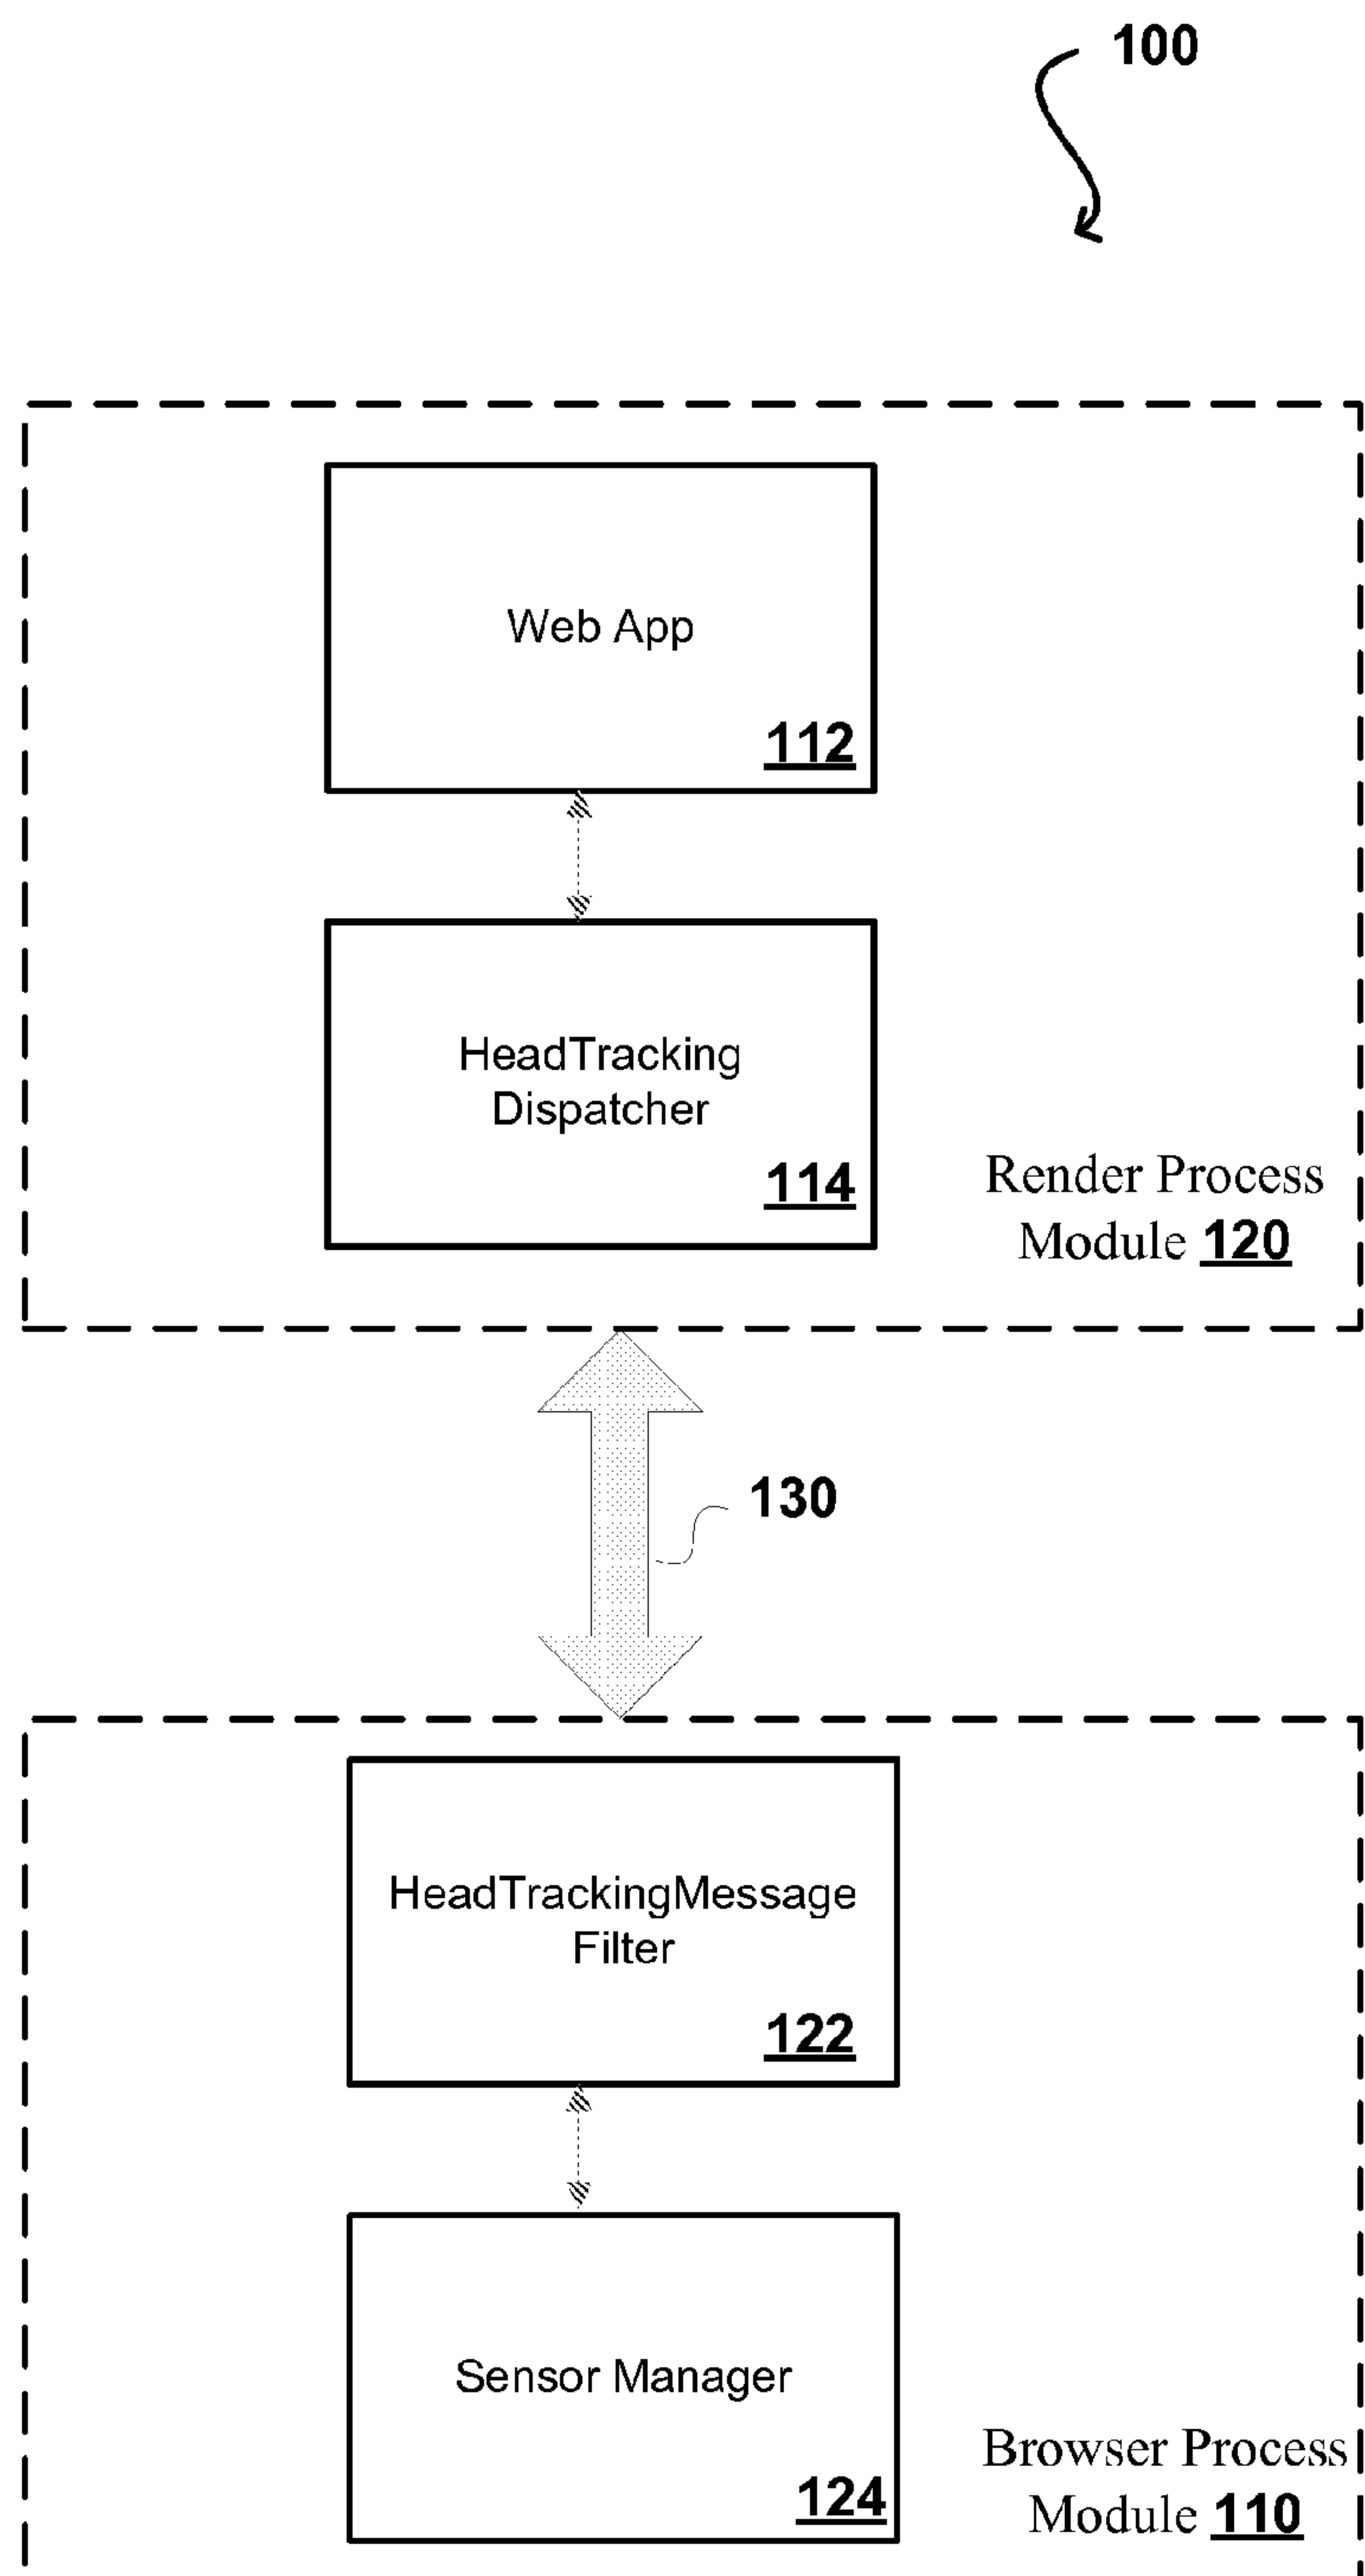 100
Web App
112
HeadTracking
Dispatcher
114
Render Process
Module 120
130
HeadTrackingMessage
Filter
122
Sensor Manager
124
Browser Process
Module 110